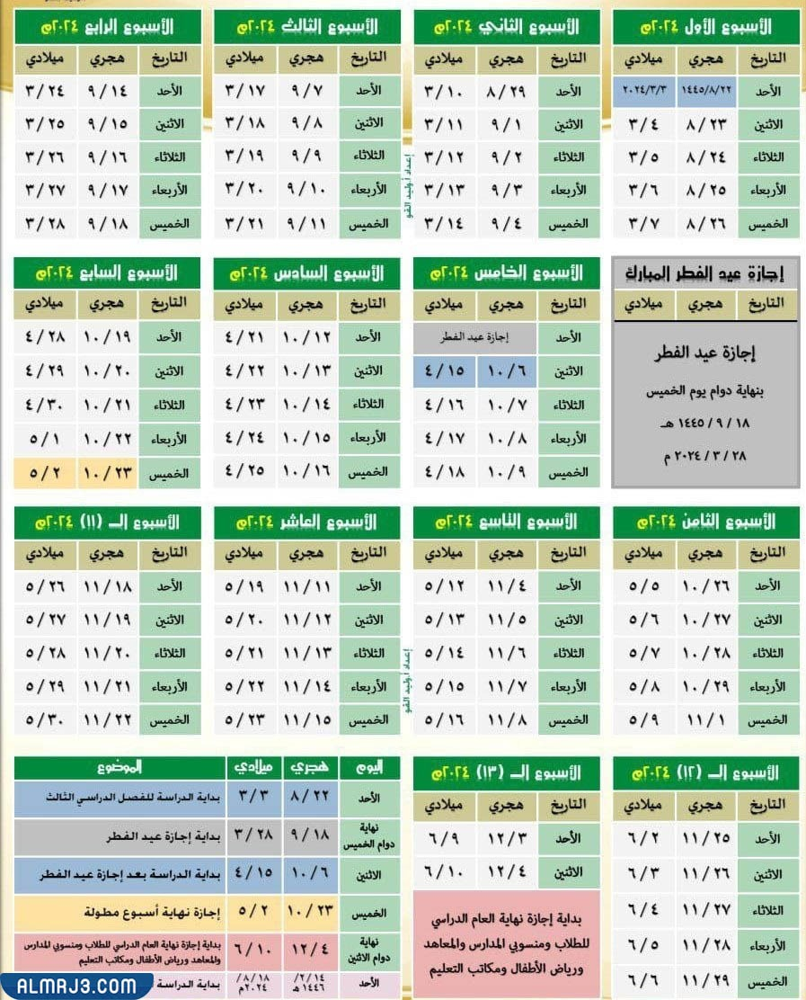 الأسبوع الأول ٢٠٢٤م
التاريخ هجري ميلادي
الأحد ١٤٤٥/٨/٢٢ ٢٠٢٤/٣/٣
الاثنين ٨/٢٣ ٣/٤
الثلاثاء ٨/٢٤ ٣/٥
الأربعاء ٨/٢٥ ٣/٦
الخميس ٨/٢٦ ٣/٧
الأسبوع الثاني ٢٠٢٤م
التاريخ هجري ميلادي
الأحد ٨/٢٩ ٣/١٠
الاثنين ٩/١ ٣/١١
الثلاثاء ٩/٢ ٣/١٢
الأربعاء ٩/٣ ٣/١٣
الخميس ٩/٤ ٣/١٤
الأسبوع الثالث ٢٠٢٤م
التاريخ هجري ميلادي
الأحد ٩/٧ ٣/١٧
الاثنين ٩/٨ ٣/١٨
الثلاثاء ٩/٩ ٣/١٩
الأربعاء ٩/١٠ ٣/٢٠
الخميس ٩/١١ ٣/٢١
الأسبوع الرابع ٢٠٢٤م
التاريخ هجري ميلادي
الأحد ٩/١٤ ٣/٢٤
الاثنين ٩/١٥ ٣/٢٥
الثلاثاء ٩/١٦ ٣/٢٦
الأربعاء ٩/١٧ ٣/٢٧
الخميس ٩/١٨ ٣/٢٨
إعداد أ.وليد القو
إجازة عيد الفطر المبارك
التاريخ هجري ميلادي
إجازة عيد الفطر
بنهاية دوام يوم الخميس
١٨ / ٩ / ١٤٤٥ هـ
٢٨ / ٣ / ٢٠٢٤ م
الأسبوع الخامس ٢٠٢٤م
التاريخ هجري ميلادي
الأحد إجازة عيد الفطر
الاثنين ١٠/٦ ٤/١٥
الثلاثاء ١٠/٧ ٤/١٦
الأربعاء ١٠/٨ ٤/١٧
الخميس ١٠/٩ ٤/١٨
الأسبوع السادس ٢٠٢٤م
التاريخ هجري ميلادي
الأحد ١٠/١٢ ٤/٢١
الاثنين ١٠/١٣ ٤/٢٢
الثلاثاء ١٠/١٤ ٤/٢٣
الأربعاء ١٠/١٥ ٤/٢٤
الخميس ١٠/١٦ ٤/٢٥
الأسبوع السابع ٢٠٢٤م
التاريخ هجري ميلادي
الأحد ١٠/١٩ ٤/٢٨
الاثنين ١٠/٢٠ ٤/٢٩
الثلاثاء ١٠/٢١ ٤/٣٠
الأربعاء ١٠/٢٢ ٥/١
الخميس ١٠/٢٣ ٥/٢
الأسبوع الثامن ٢٠٢٤م
التاريخ هجري ميلادي
الأحد ١٠/٢٦ ٥/٥
الاثنين ١٠/٢٧ ٥/٦
الثلاثاء ١٠/٢٨ ٥/٧
الأربعاء ١٠/٢٩ ٥/٨
الخميس ١١/١ ٥/٩
الأسبوع التاسع ٢٠٢٤م
التاريخ هجري ميلادي
الأحد ١١/٤ ٥/١٢
الاثنين ١١/٥ ٥/١٣
الثلاثاء ١١/٦ ٥/١٤
الأربعاء ١١/٧ ٥/١٥
الخميس ١١/٨ ٥/١٦
الأسبوع العاشر ٢٠٢٤م
التاريخ هجري ميلادي
الأحد ١١/١١ ٥/١٩
الاثنين ١١/١٢ ٥/٢٠
الثلاثاء ١١/١٣ ٥/٢١
الأربعاء ١١/١٤ ٥/٢٢
الخميس ١١/١٥ ٥/٢٣
الأسبوع الـ (١١) ٢٠٢٤م
التاريخ هجري ميلادي
الأحد ١١/١٨ ٥/٢٦
الاثنين ١١/١٩ ٥/٢٧
الثلاثاء ١١/٢٠ ٥/٢٨
الأربعاء ١١/٢١ ٥/٢٩
الخميس ١١/٢٢ ٥/٣٠
إعداد أ.وليد القو
الأسبوع الـ (١٢) ٢٠٢٤م
التاريخ هجري ميلادي
الأحد ١١/٢٥ ٦/٢
الاثنين ١١/٢٦ ٦/٣
الثلاثاء ١١/٢٧ ٦/٤
الأربعاء ١١/٢٨ ٦/٥
الخميس ١١/٢٩ ٦/٦
الأسبوع الـ (١٣) ٢٠٢٤م
التاريخ هجري ميلادي
الأحد ١٢/٣ ٦/٩
الاثنين ١٢/٤ ٦/١٠
بداية إجازة نهاية العام الدراسي
للطلاب ومنسوبي المدارس والمعاهد
ورياض الأطفال ومكاتب التعليم
اليوم هجري ميلادي الموضوع
الأحد ٨/٢٢ ٣/٣ بداية الدراسة للفصل الدراسي الثالث
نهاية دوام الخميس ٩/١٨ ٣/٢٨ بداية إجازة عيد الفطر
الاثنين ١٠/٦ ٤/١٥ بداية الدراسة بعد إجازة عيد الفطر
الخميس ١٠/٢٣ ٥/٢ إجازة نهاية أسبوع مطولة
نهاية دوام الاثنين ١٢/٤ ٦/١٠ بداية إجازة نهاية العام الدراسي للطلاب ومنسوبي المدارس والمعاهد ورياض الأطفال ومكاتب التعليم
الأحد ٢/١٤/ ١٤٤٦هـ ٨/١٨/ ٢٠٢٤م بداية الدراسة
ALMRJ3.COM